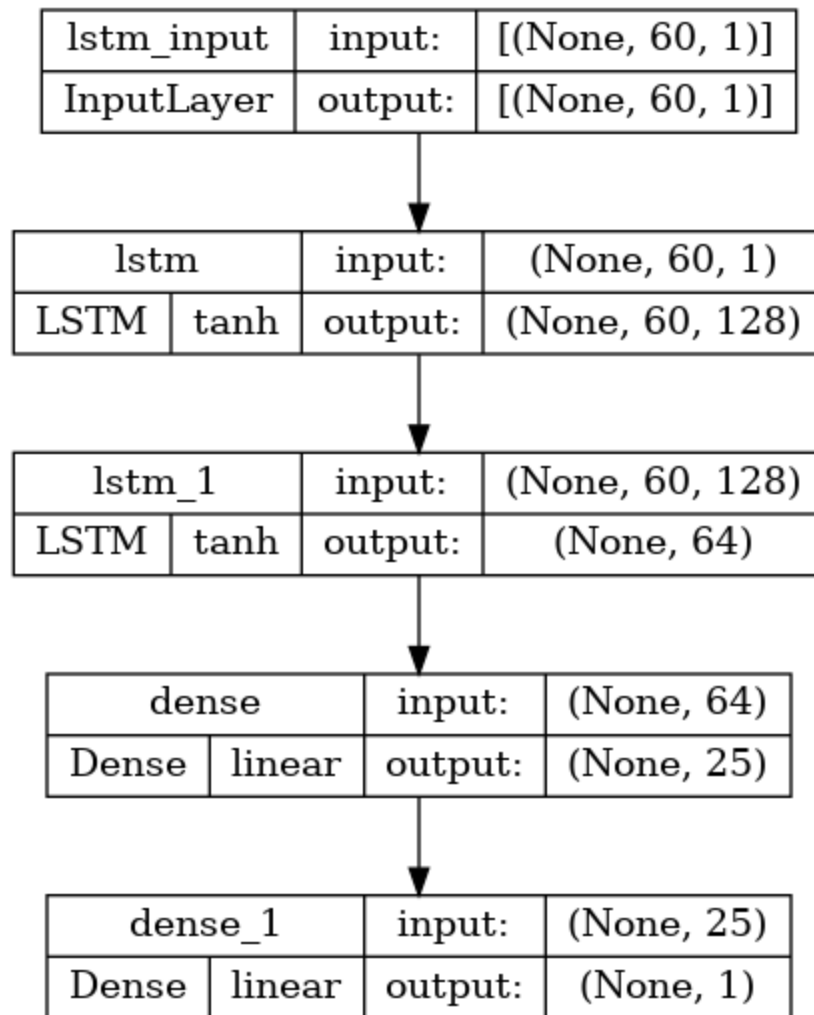 lstm_input input: [(None, 60, 1)]
InputLayer output: [(None, 60, 1)]
lstm input: (None, 60, 1)
LSTM tanh output: (None, 60, 128)
lstm_1 input: (None, 60, 128)
LSTM tanh output: (None, 64)
dense input: (None, 64)
Dense linear output: (None, 25)
dense_1 input: (None, 25)
Dense linear output: (None, 1)